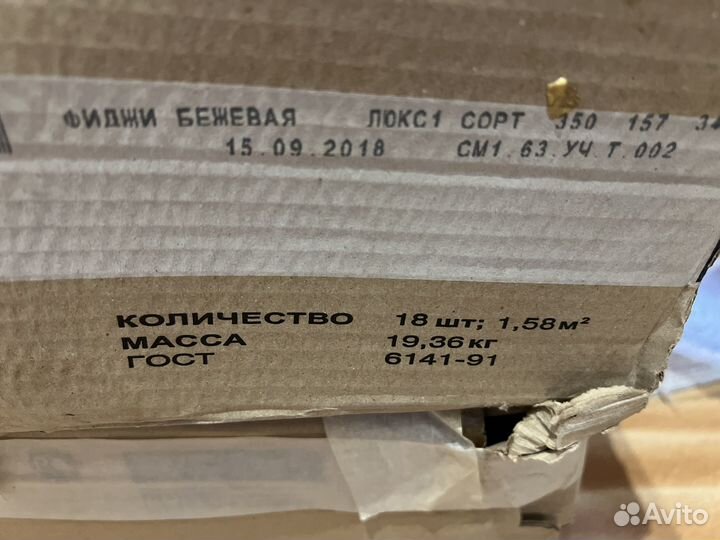 ФИДЖИ БЕЖЕВАЯ ЛЮКС1 СОРТ 350 157 34
15.09.2018 СМ1.63.УЧ.Т.002
КОЛИЧЕСТВО 18 шт; 1,58м²
МАССА 19,36кг
ГОСТ 6141-91
Avito